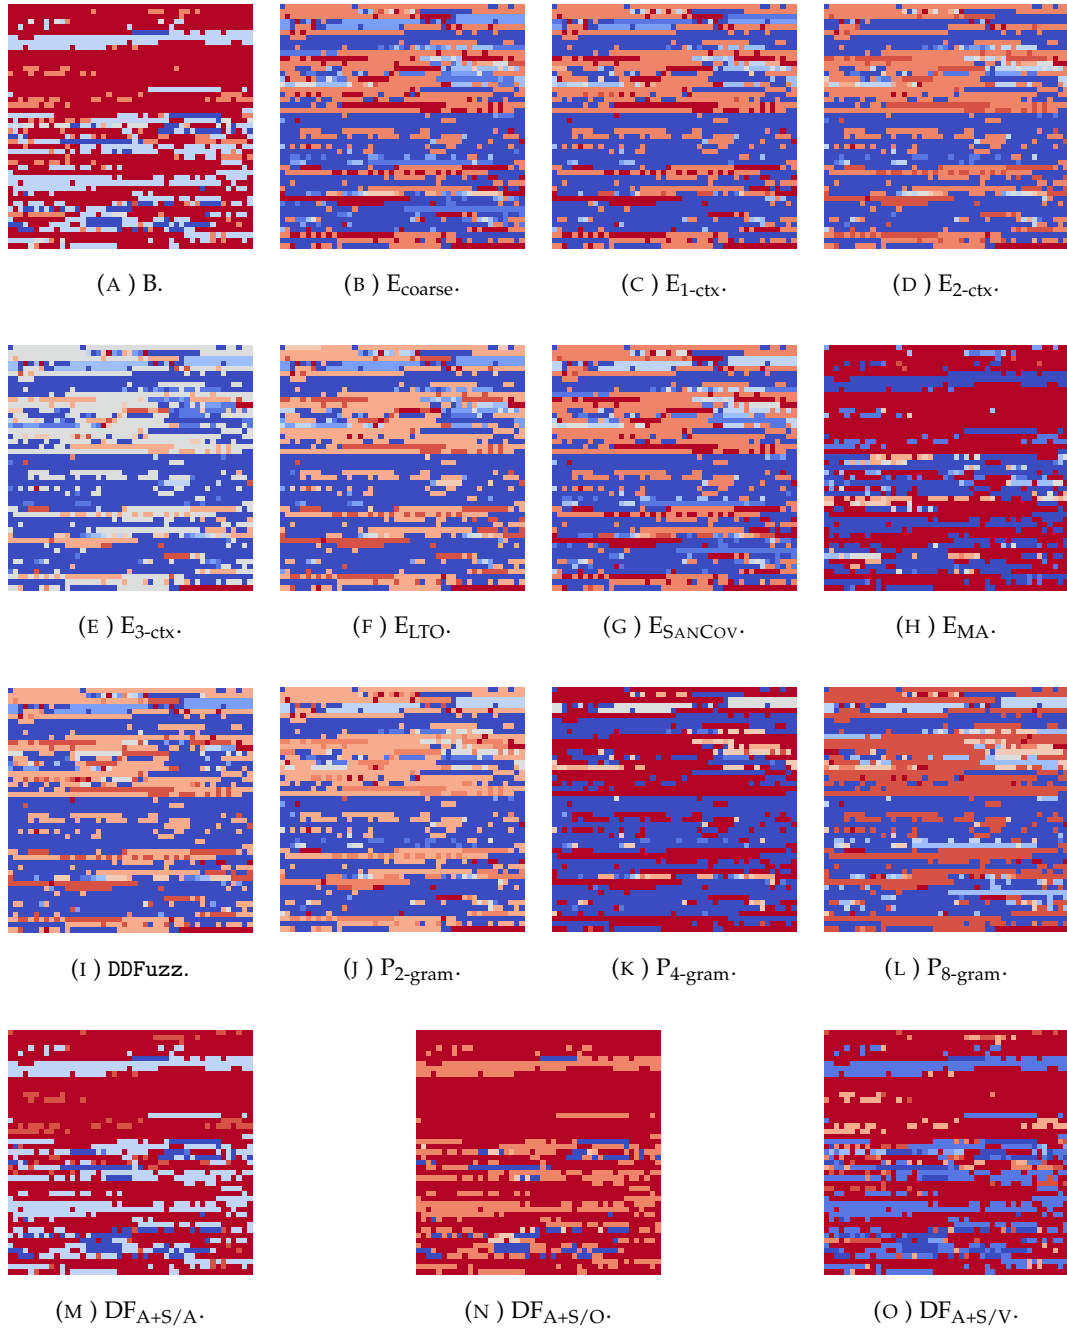 (A) B.
(B) E_coarse.
(C) E_1-ctx.
(D) E_2-ctx.
(E) E_3-ctx.
(F) E_LTO.
(G) E_SANCOV.
(H) E_MA.
(I) DDFuzz.
(J) P_2-gram.
(K) P_4-gram.
(L) P_8-gram.
(M) DF_A+S/A.
(N) DF_A+S/O.
(O) DF_A+S/V.